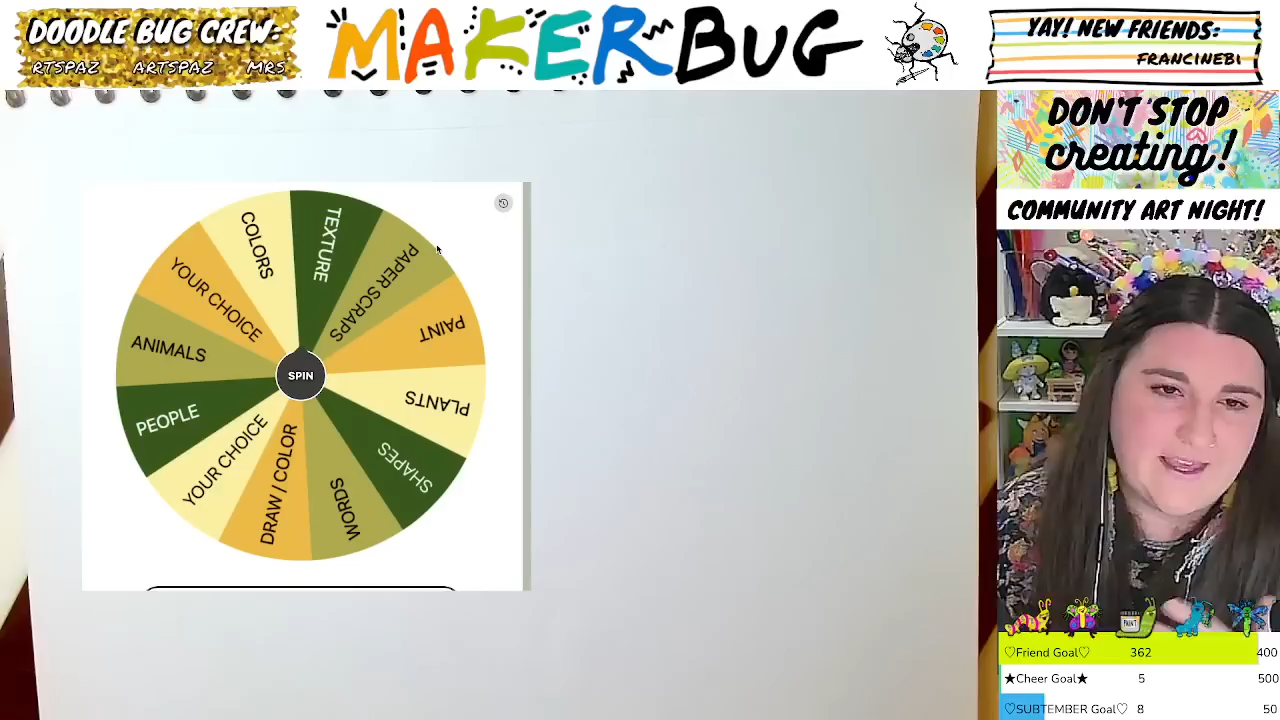 DOODLE BUG CREW:
RTSPAZ ARTSPAZ MRS
MAKERBUG
YAY! NEW FRIENDS:
FRANCINEBI
DON'T STOP
creating!
COMMUNITY ART NIGHT!
TEXTURE
PAPER SCRAPS
PAINT
PLANTS
SHAPES
WORDS
DRAW | COLOR
YOUR CHOICE
PEOPLE
ANIMALS
YOUR CHOICE
COLORS
SPIN
PAINT
♡Friend Goal♡ 362 400
★Cheer Goal★ 5 500
♡SUBTEMBER Goal♡ 8 50